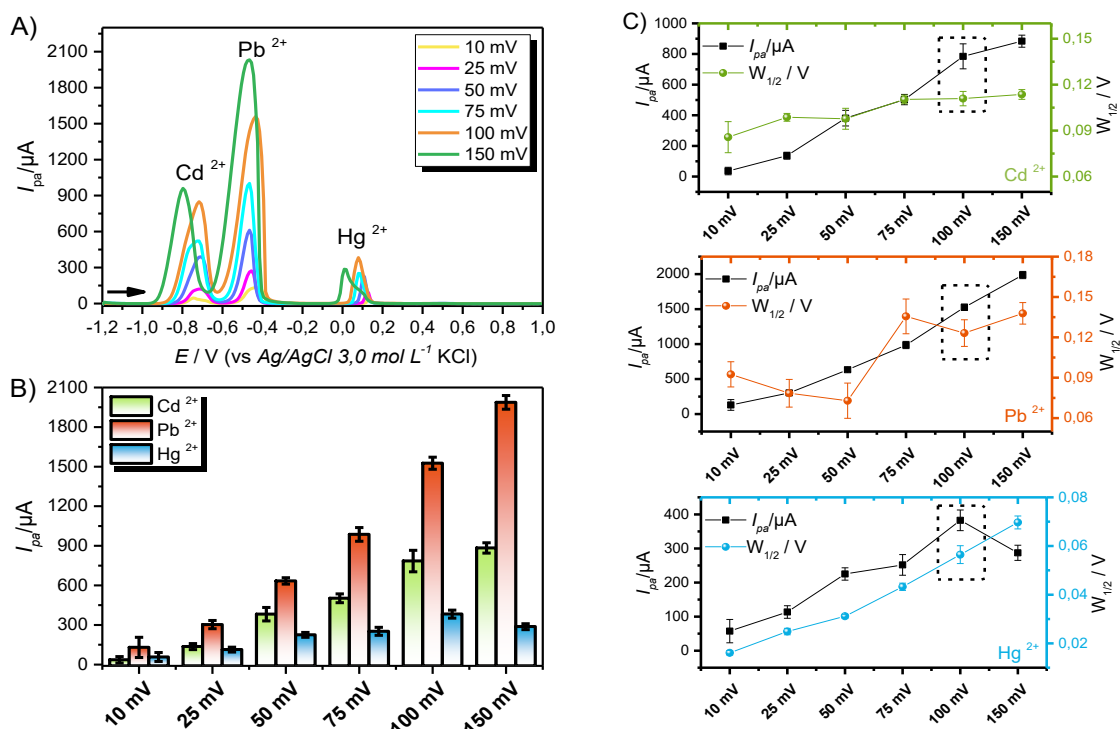 A)
2100
1800
1500
1200
900
600
300
0
I pa/µA
Cd 2+
Pb 2+
Hg 2+
10 mV
25 mV
50 mV
75 mV
100 mV
150 mV
-1,2 -1,0 -0,8 -0,6 -0,4 -0,2 0,0 0,2 0,4 0,6 0,8 1,0
E / V (vs Ag/AgCl 3,0 mol L-1 KCl)
B)
2100
1800
1500
1200
900
600
300
0
I pa/µA
Cd 2+
Pb 2+
Hg 2+
10 mV 25 mV 50 mV 75 mV 100 mV 150 mV
C)
1000
800
600
400
200
0
I pa/µA
I pa/µA
W1/2 / V
0,15
0,12
0,09
0,06
W1/2 / V
Cd 2+
10 mV 25 mV 50 mV 75 mV 100 mV 150 mV
2000
1500
1000
500
0
I pa/µA
I pa/µA
W1/2 / V
0,18
0,15
0,12
0,09
0,06
W1/2 / V
Pb 2+
10 mV 25 mV 50 mV 75 mV 100 mV 150 mV
400
300
200
100
0
I pa/µA
I pa/µA
W1/2 / V
0,08
0,06
0,04
0,02
W1/2 / V
Hg 2+
10 mV 25 mV 50 mV 75 mV 100 mV 150 mV